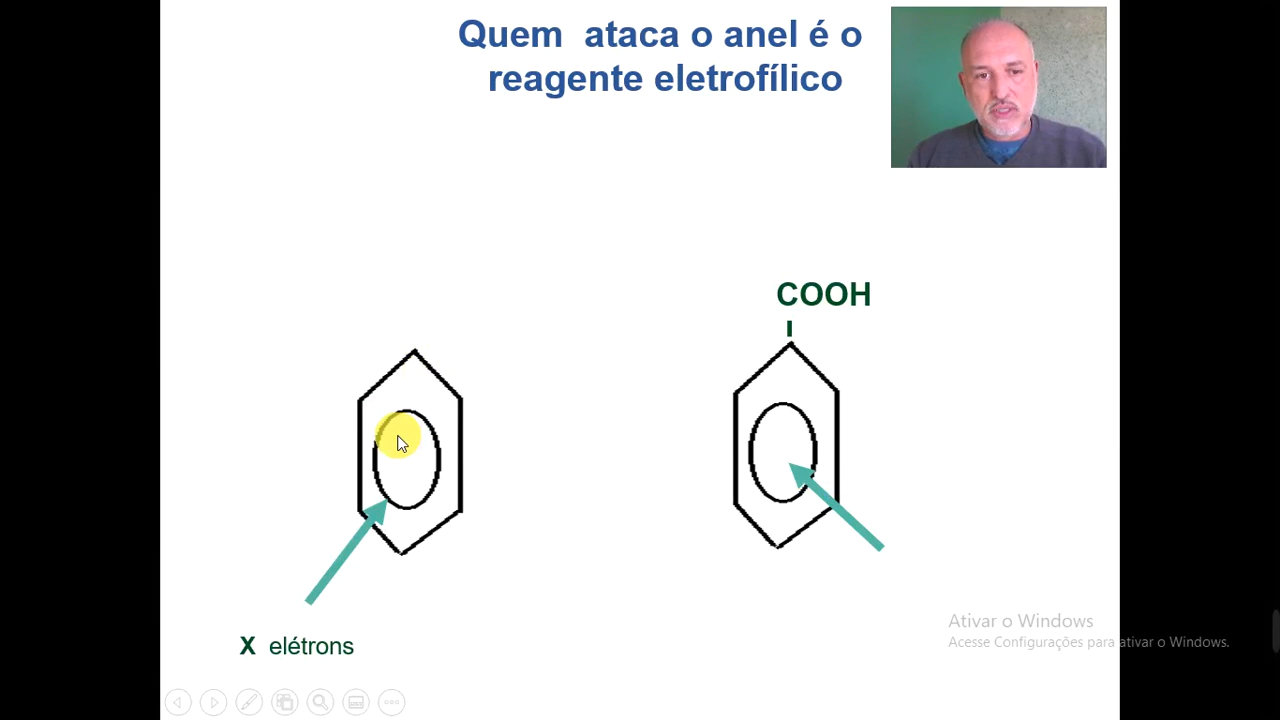 Quem ataca o anel é o
reagente eletrofílico
COOH
X elétrons
Ativar o Windows
Acesse Configurações para ativar o Windows.